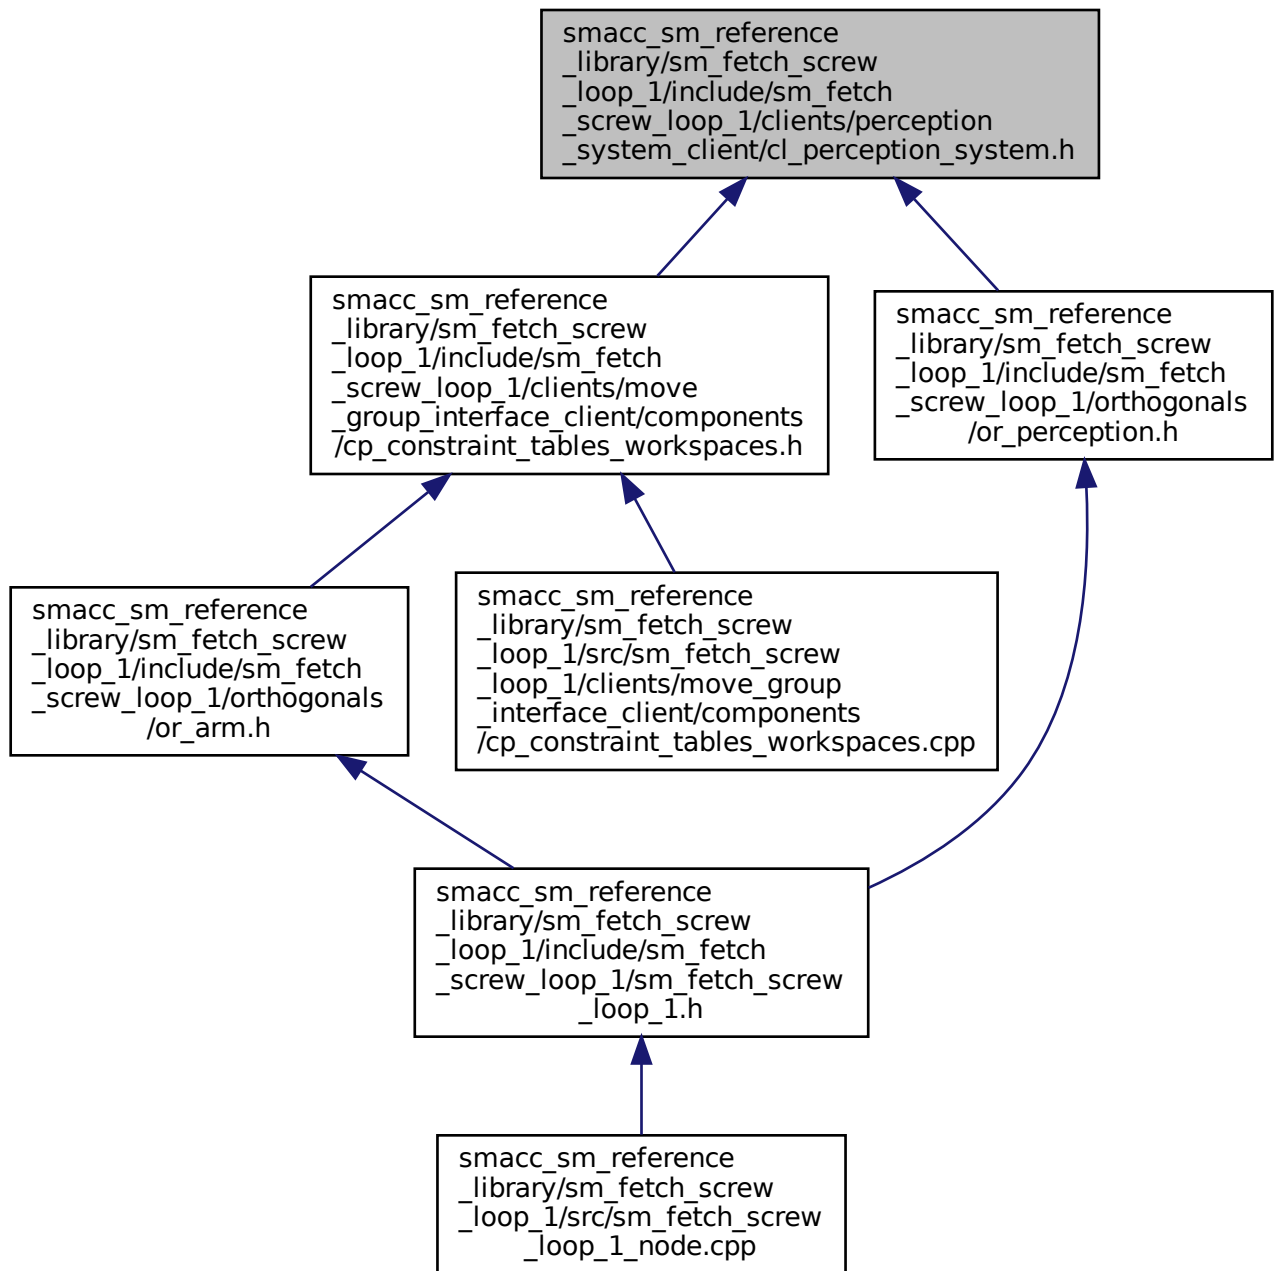 smacc_sm_reference
_library/sm_fetch_screw
_loop_1/include/sm_fetch
_screw_loop_1/clients/perception
_system_client/cl_perception_system.h
smacc_sm_reference
_library/sm_fetch_screw
_loop_1/include/sm_fetch
_screw_loop_1/clients/move
_group_interface_client/components
/cp_constraint_tables_workspaces.h
smacc_sm_reference
_library/sm_fetch_screw
_loop_1/include/sm_fetch
_screw_loop_1/orthogonals
/or_perception.h
smacc_sm_reference
_library/sm_fetch_screw
_loop_1/include/sm_fetch
_screw_loop_1/orthogonals
/or_arm.h
smacc_sm_reference
_library/sm_fetch_screw
_loop_1/src/sm_fetch_screw
_loop_1/clients/move_group
_interface_client/components
/cp_constraint_tables_workspaces.cpp
smacc_sm_reference
_library/sm_fetch_screw
_loop_1/include/sm_fetch
_screw_loop_1/sm_fetch_screw
_loop_1.h
smacc_sm_reference
_library/sm_fetch_screw
_loop_1/src/sm_fetch_screw
_loop_1_node.cpp